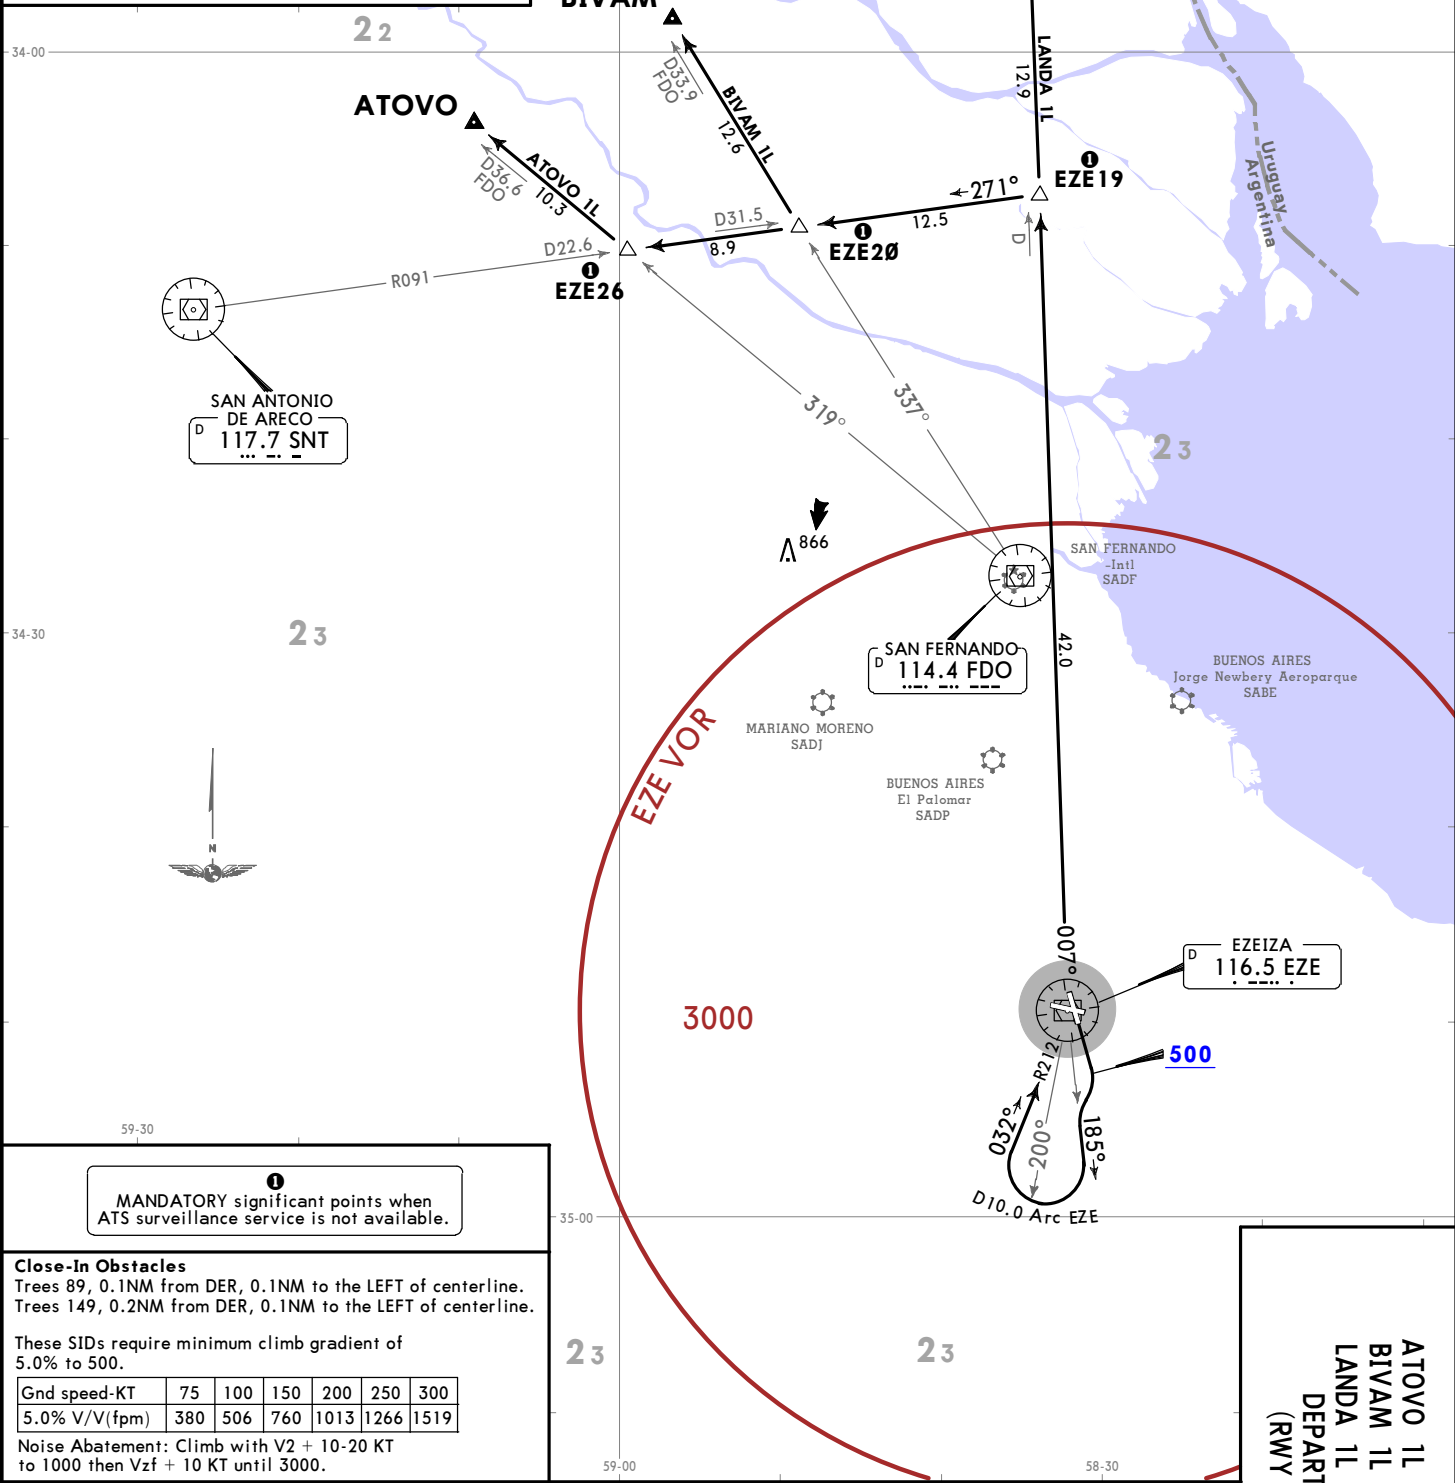 BIVAM
22
34-00
ATOVO
D33.9
FDO
BIVAM 1L
12.6
LANDA 1L
12.9
Uruguay
Argentina
D36.6
FDO
ATOVO 1L
10.3
❶
EZE19
271°
12.5
D31.5
8.9
❶
EZE2Ø
D
D22.6
R091
❶
EZE26
SAN ANTONIO
DE ARECO
D 117.7 SNT
319°
337°
23
866
SAN FERNANDO
-Intl
SADF
34-30
23
SAN FERNANDO
D 114.4 FDO
42.0
BUENOS AIRES
Jorge Newbery Aeroparque
SABE
MARIANO MORENO
SADJ
BUENOS AIRES
El Palomar
SADP
EZE VOR
N
007°
EZEIZA
D 116.5 EZE
3000
500
R212
032°
200°
185°
D10.0 Arc EZE
59-30
❶
MANDATORY significant points when
ATS surveillance service is not available.
35-00
Close-In Obstacles
Trees 89, 0.1NM from DER, 0.1NM to the LEFT of centerline.
Trees 149, 0.2NM from DER, 0.1NM to the LEFT of centerline.
These SIDs require minimum climb gradient of
5.0% to 500.
Gnd speed-KT 75 100 150 200 250 300
5.0% V/V(fpm) 380 506 760 1013 1266 1519
Noise Abatement: Climb with V2 + 10-20 KT
to 1000 then Vzf + 10 KT until 3000.
23
23
59-00
58-30
ATOVO 1L
BIVAM 1L
LANDA 1L
DEPART
(RWY